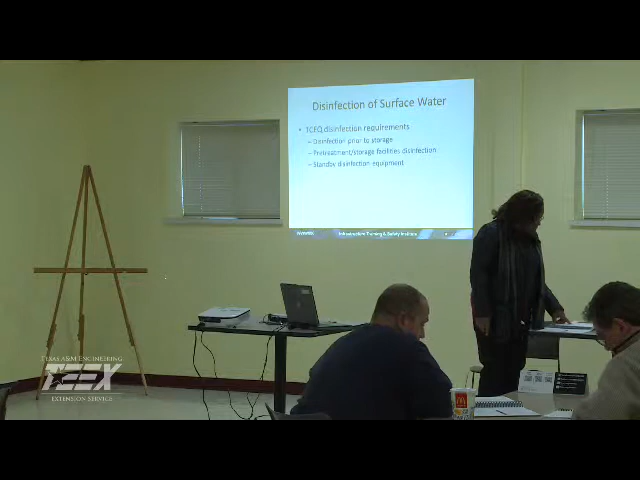 Disinfection of Surface Water
• TCEQ disinfection requirements
– Disinfection prior to storage
– Pretreatment/storage facilities disinfection
– Standby disinfection equipment
Infrastructure Training & Safety Institute
TEXAS A&M ENGINEERING
TEEX
EXTENSION SERVICE